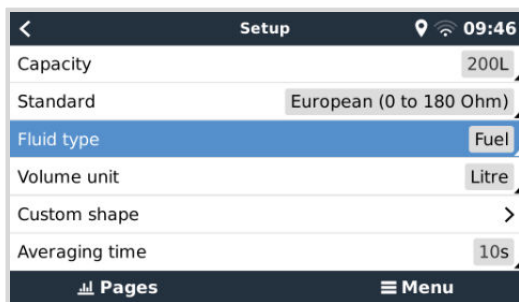 Setup 09:46
Capacity 200L
Standard European (0 to 180 Ohm)
Fluid type Fuel
Volume unit Litre
Custom shape
Averaging time 10s
Pages Menu